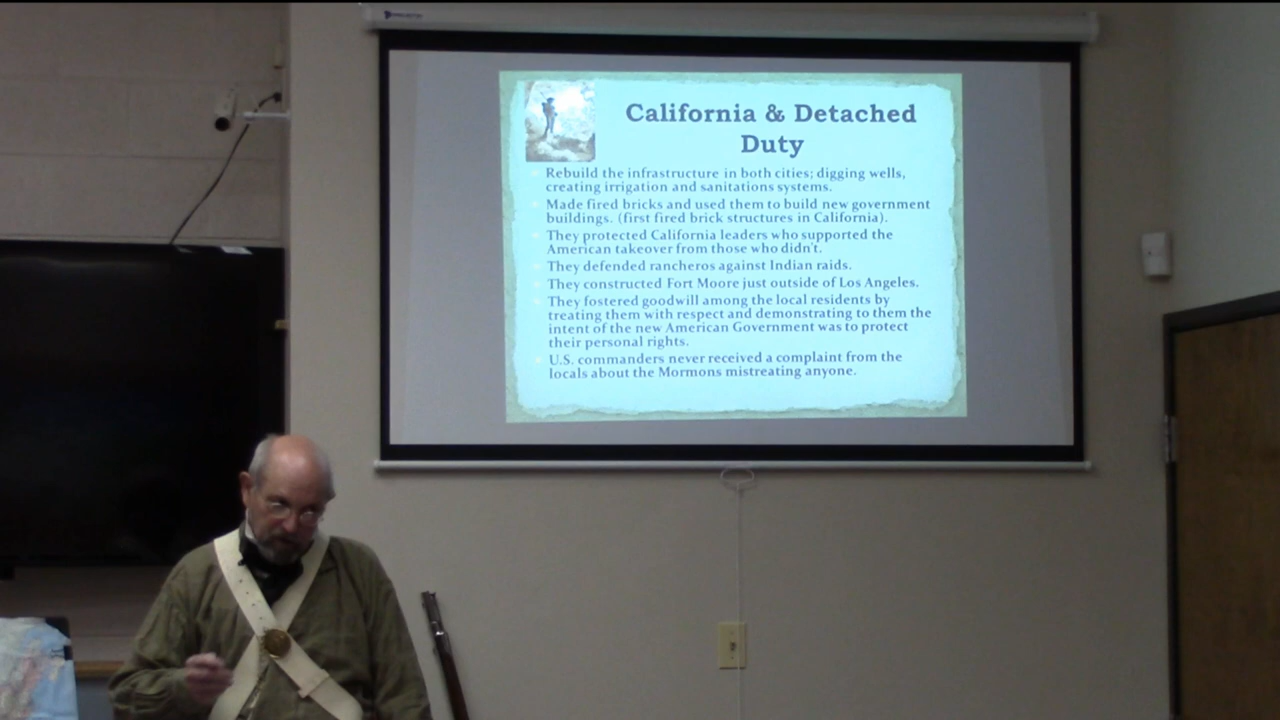 California & Detached
Duty
Rebuild the infrastructure in both cities; digging wells,
creating irrigation and sanitations systems.
Made fired bricks and used them to build new government
buildings. (first fired brick structures in California).
They protected California leaders who supported the
American takeover from those who didn't.
They defended rancheros against Indian raids.
They constructed Fort Moore just outside of Los Angeles.
They fostered goodwill among the local residents by
treating them with respect and demonstrating to them the
intent of the new American Government was to protect
their personal rights.
U.S. commanders never received a complaint from the
locals about the Mormons mistreating anyone.